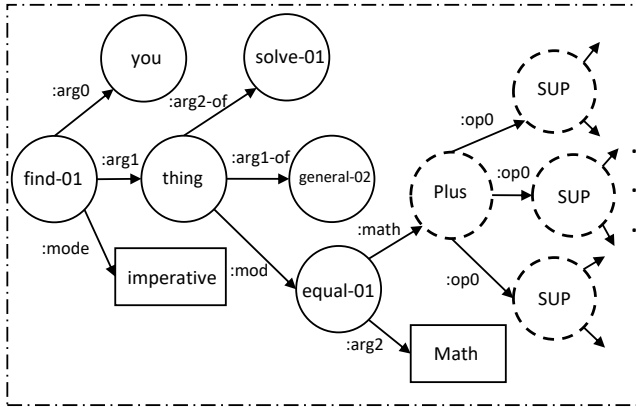 you
solve-01
SUP
:arg0
:arg2-of
:op0
find-01
:arg1
thing
:arg1-of
general-02
Plus
:op0
SUP
:mode
:math
imperative
:mod
equal-01
:op0
SUP
:arg2
Math